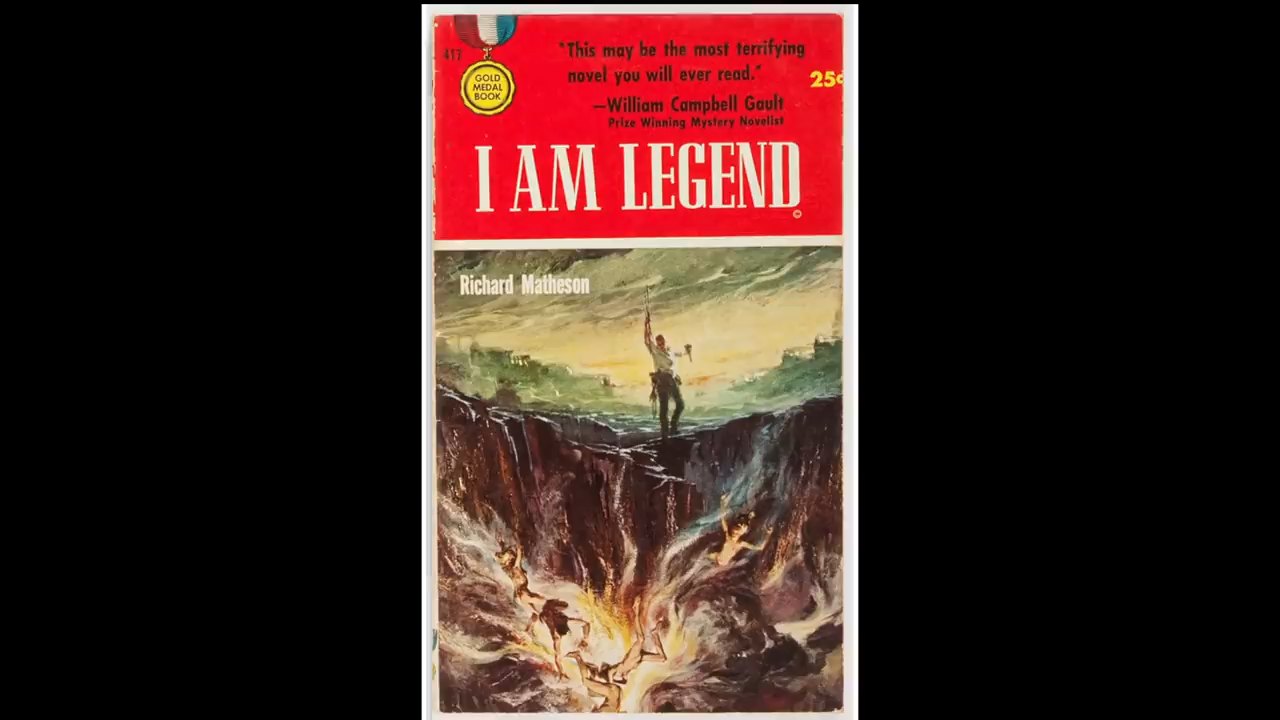 417
GOLD
MEDAL
BOOK
"This may be the most terrifying
novel you will ever read."
—William Campbell Gault
Prize Winning Mystery Novelist
25¢
I AM LEGEND
Richard Matheson